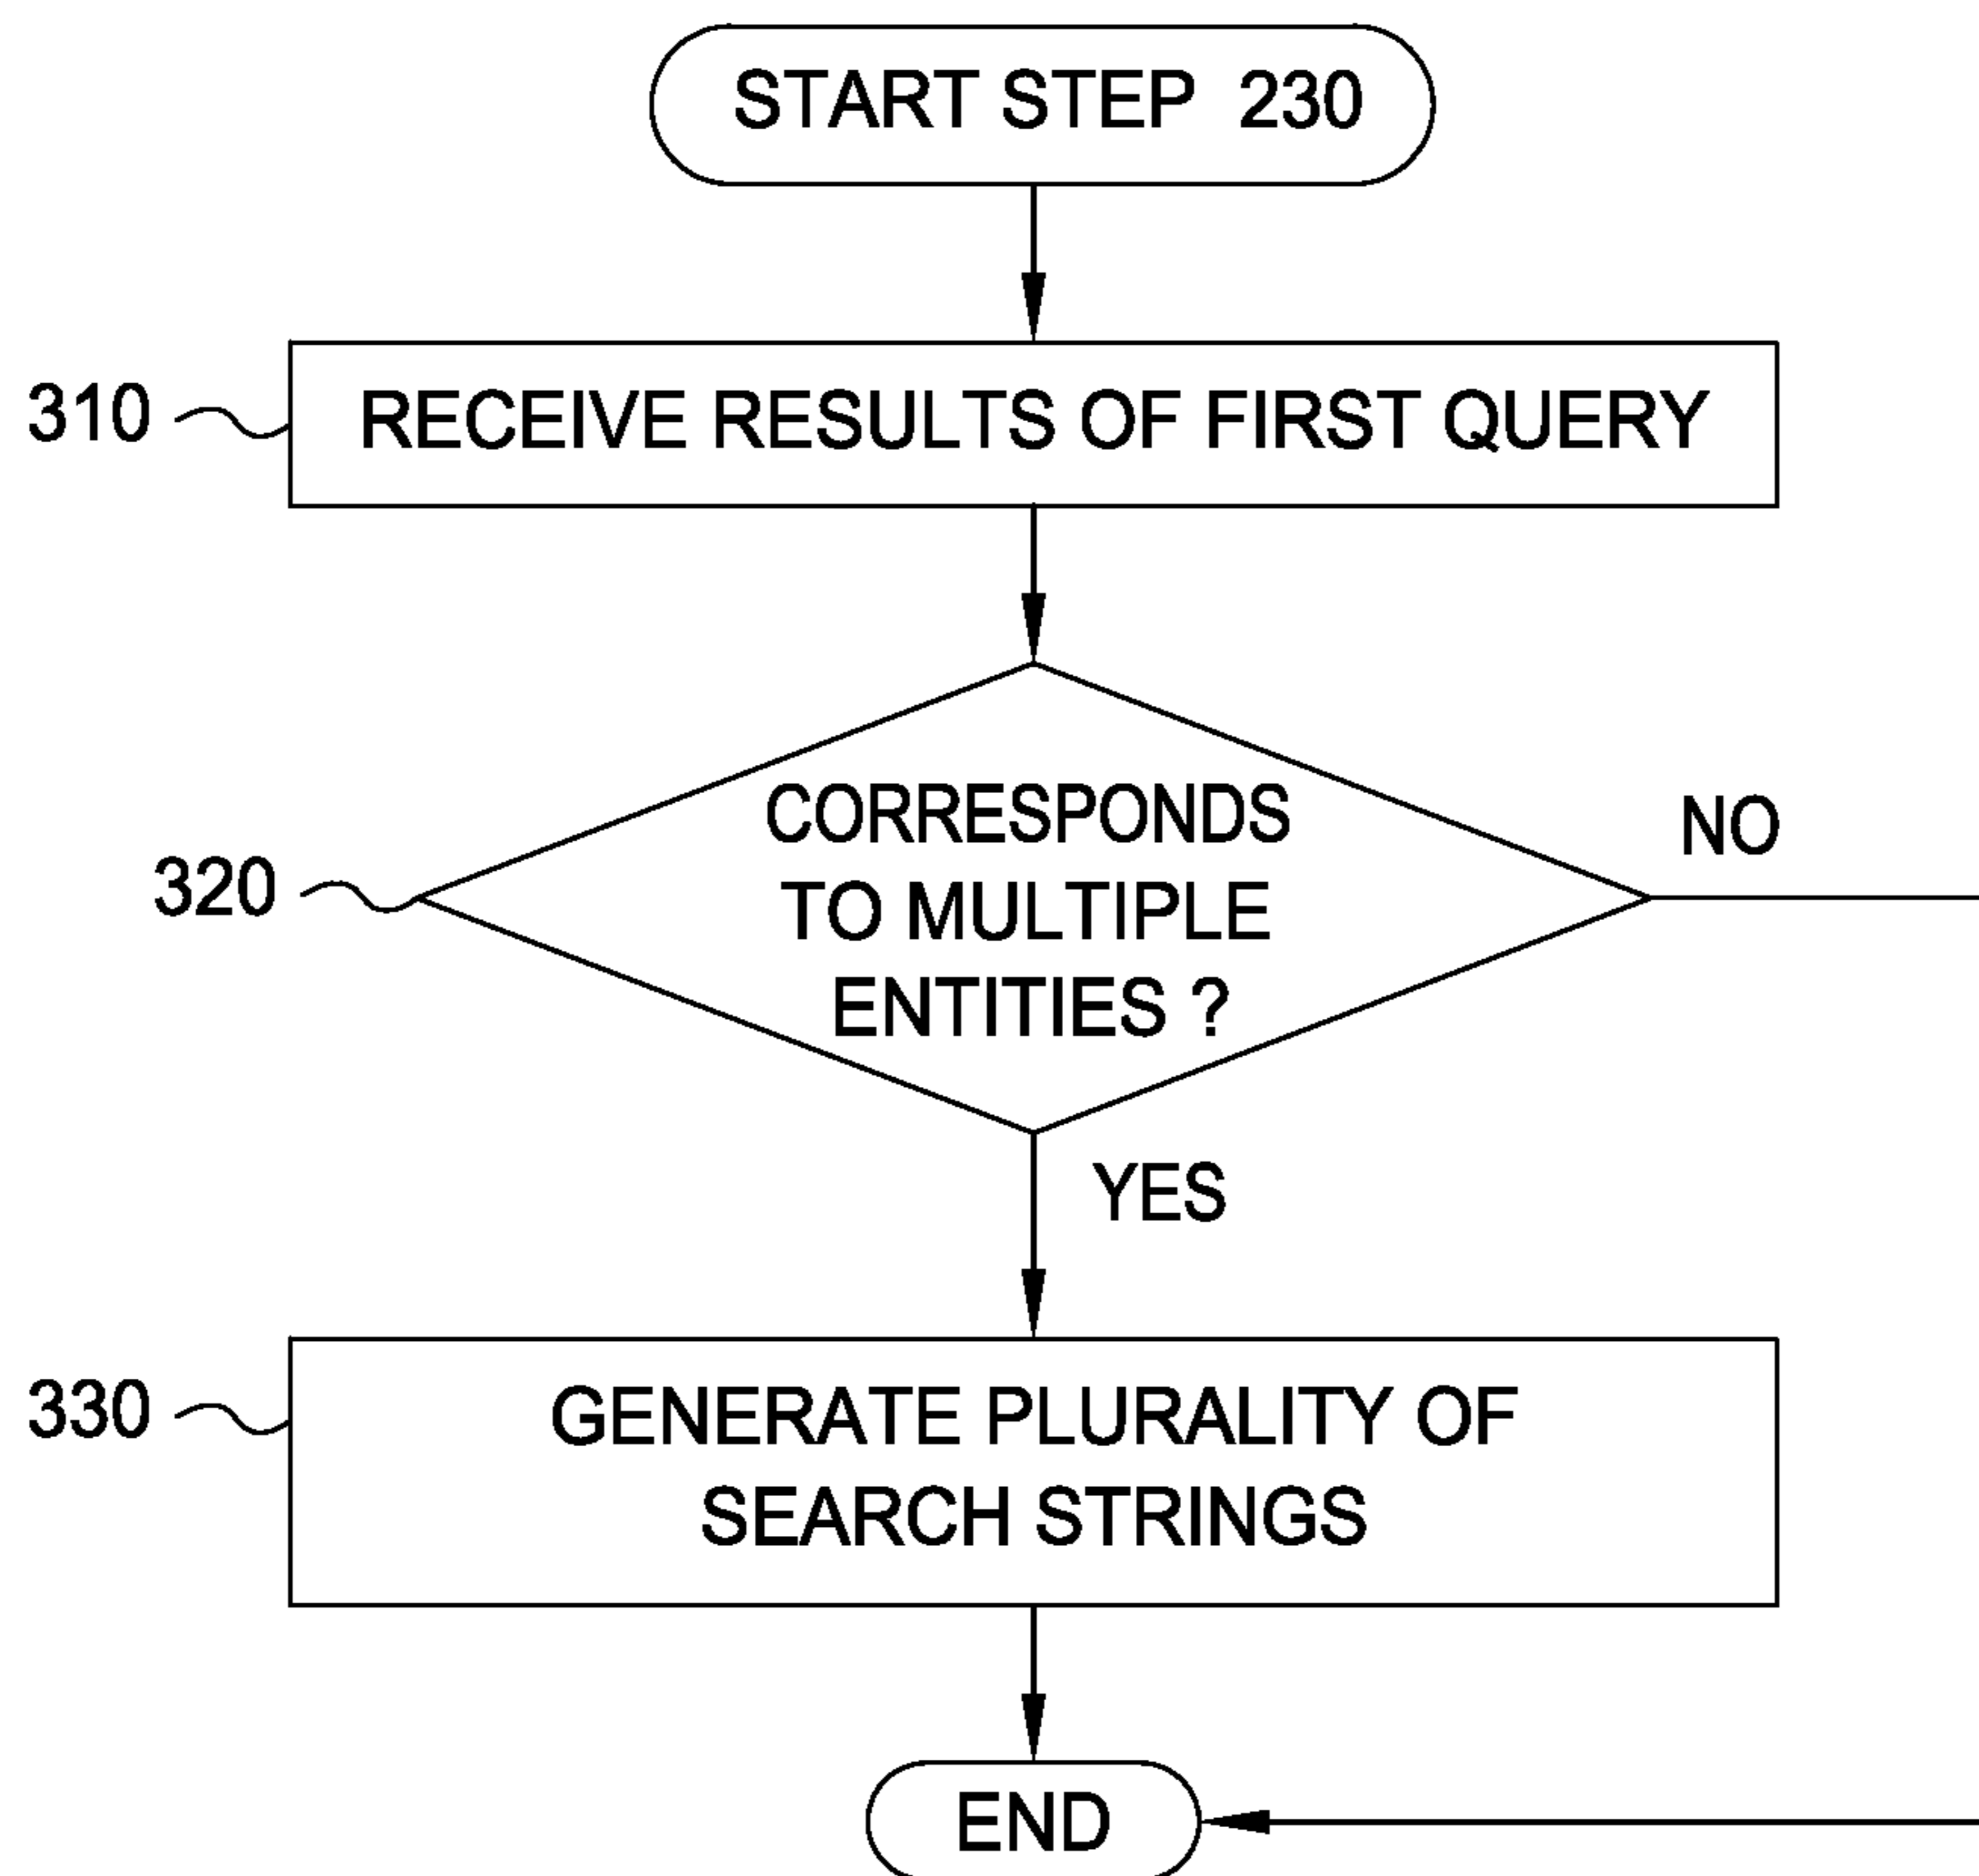 START STEP 230
310
RECEIVE RESULTS OF FIRST QUERY
320
CORRESPONDS
TO MULTIPLE
ENTITIES ?
NO
YES
330
GENERATE PLURALITY OF
SEARCH STRINGS
END